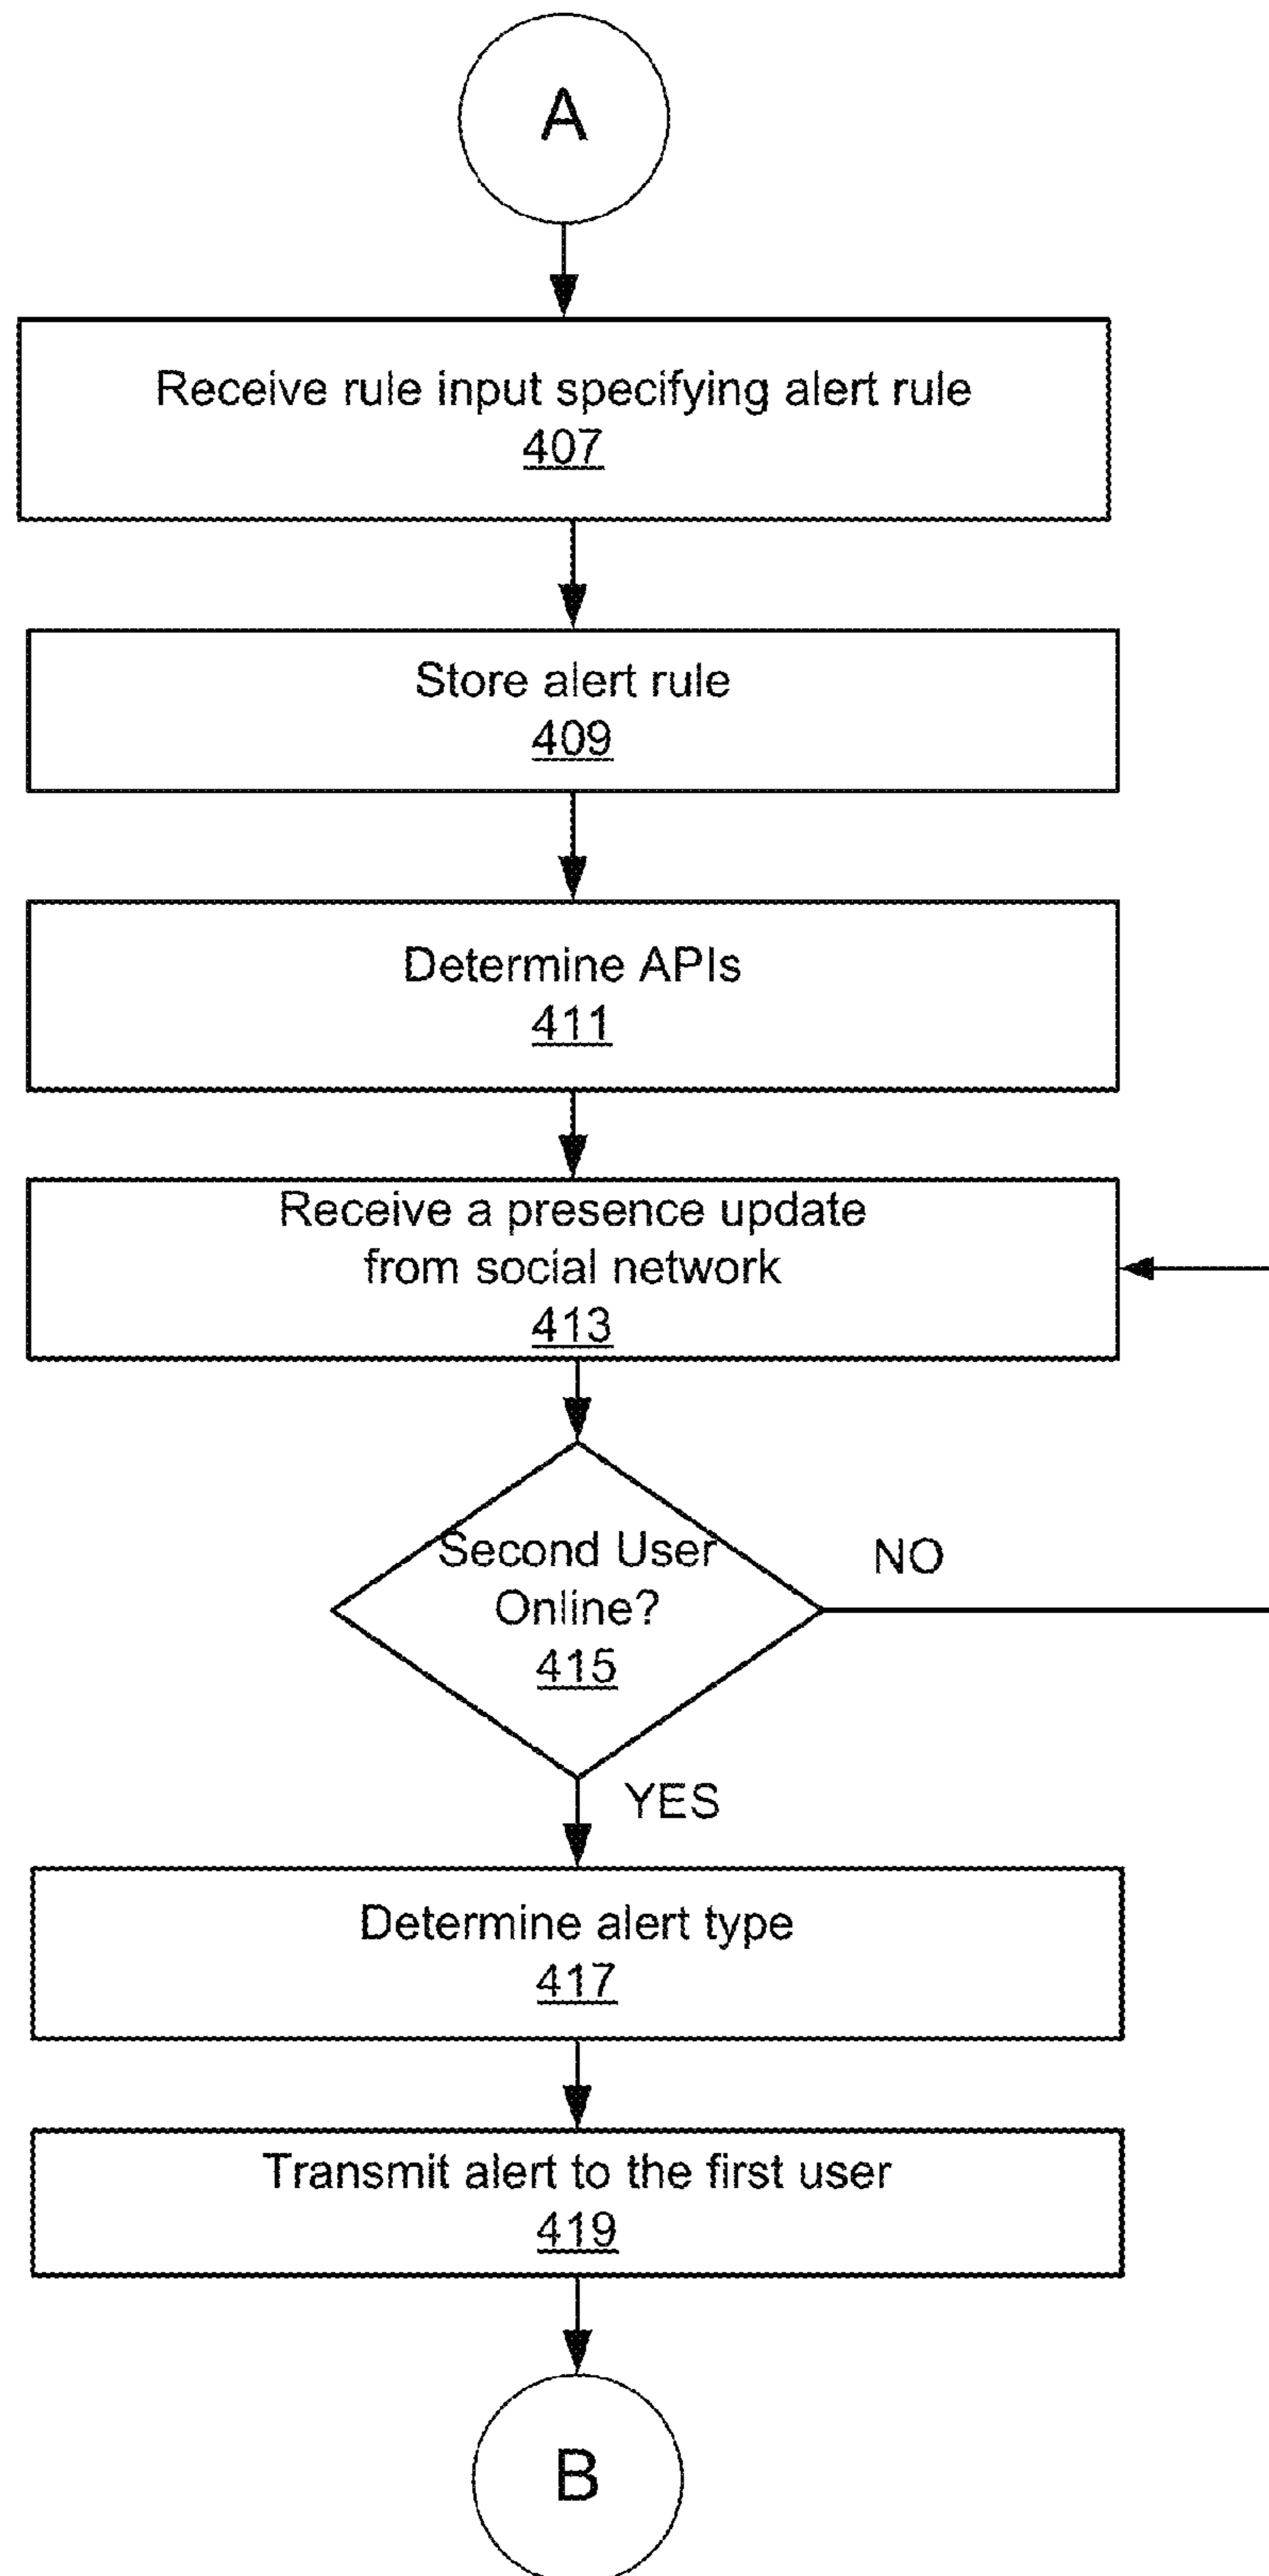 A
Receive rule input specifying alert rule
407
Store alert rule
409
Determine APIs
411
Receive a presence update
from social network
413
Second User
Online?
415
NO
YES
Determine alert type
417
Transmit alert to the first user
419
B